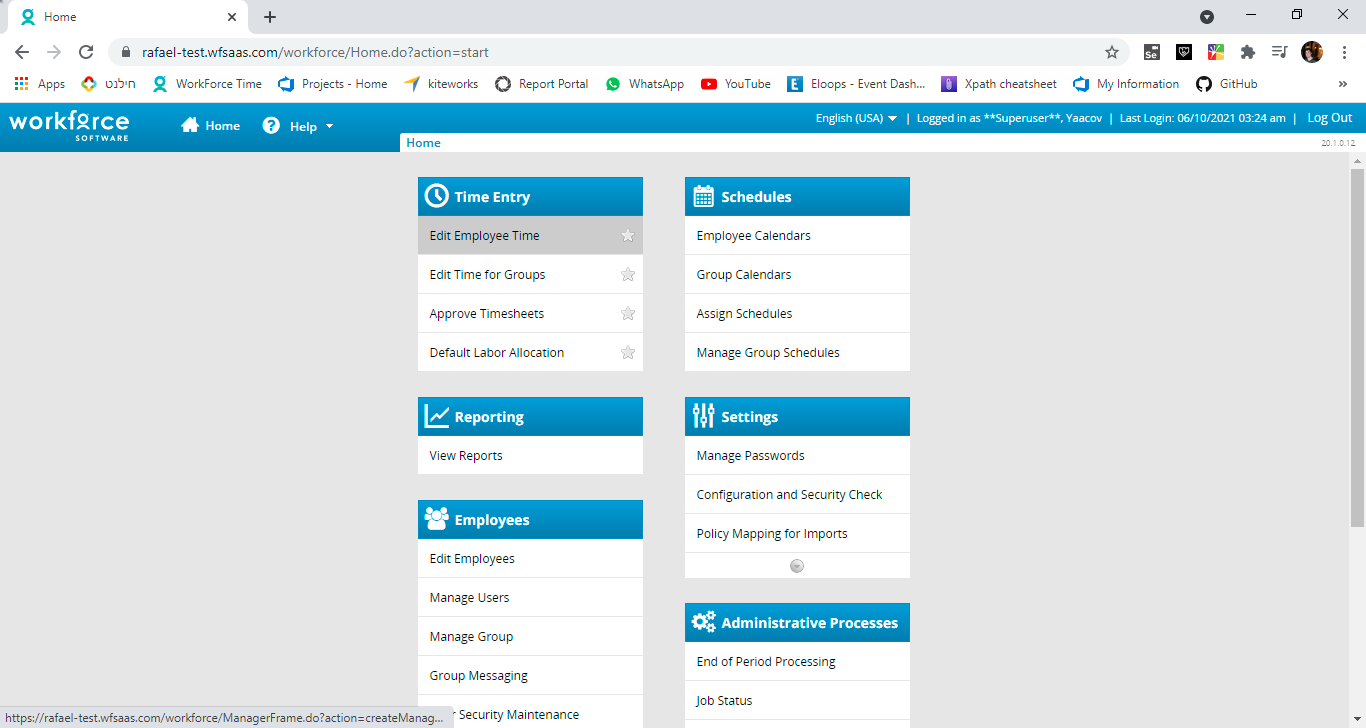 Home
rafael-test.wfsaas.com/workforce/Home.do?action=start
Se
Apps
חילנט
WorkForce Time
Projects - Home
kiteworks
Report Portal
WhatsApp
YouTube
E
Eloops - Event Dash...
Xpath cheatsheet
My Information
GitHub
»
workforce
SOFTWARE
Home
? Help
English (USA) | Logged in as **Superuser**, Yaacov | Last Login: 06/10/2021 03:24 am | Log Out
Home
20.1.0.12
Time Entry
Edit Employee Time
Edit Time for Groups
Approve Timesheets
Default Labor Allocation
Reporting
View Reports
Employees
Edit Employees
Manage Users
Manage Group
Group Messaging
r Security Maintenance
Schedules
Employee Calendars
Group Calendars
Assign Schedules
Manage Group Schedules
Settings
Manage Passwords
Configuration and Security Check
Policy Mapping for Imports
Administrative Processes
End of Period Processing
Job Status
https://rafael-test.wfsaas.com/workforce/ManagerFrame.do?action=createManag...